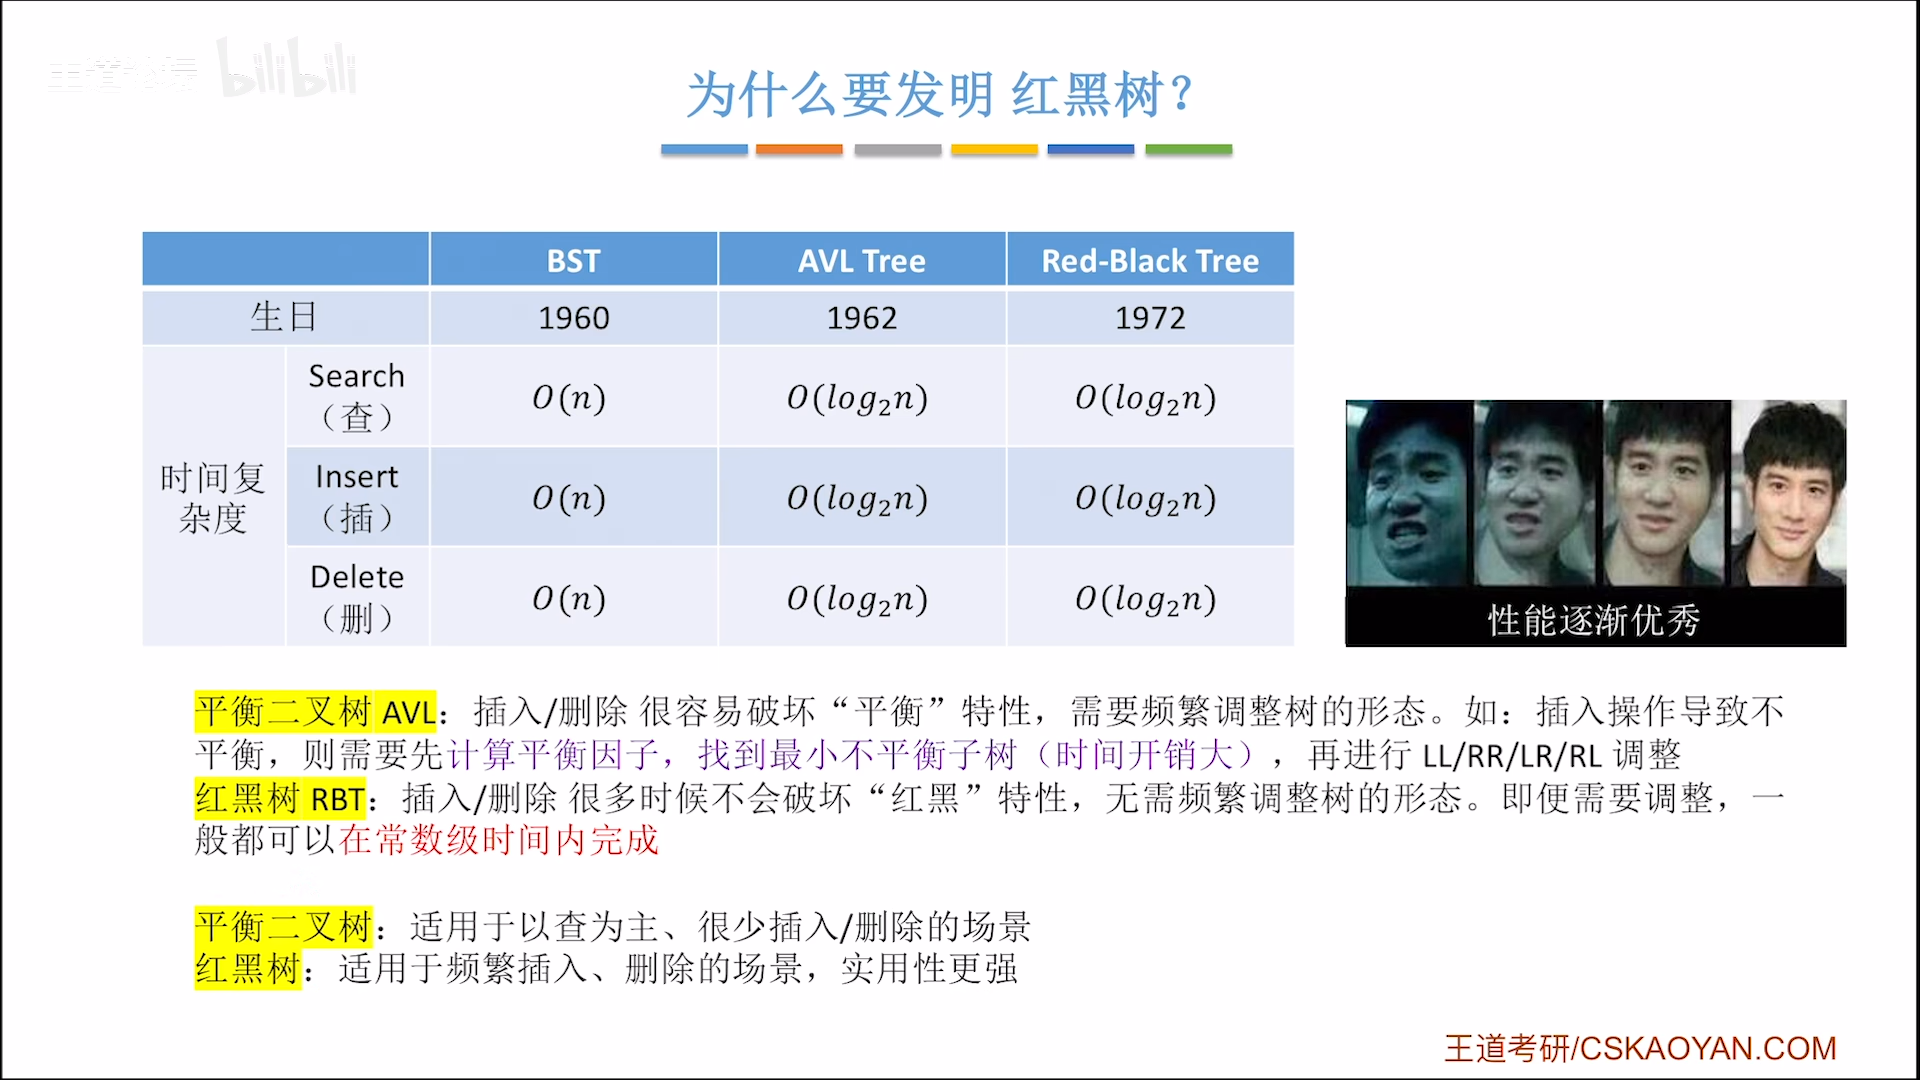 王道论坛 bilibili
为什么要发明 红黑树？
BST AVL Tree Red-Black Tree
生日 1960 1962 1972
时间复
杂度
Search
（查） O(n) O(log₂n) O(log₂n)
Insert
（插） O(n) O(log₂n) O(log₂n)
Delete
（删） O(n) O(log₂n) O(log₂n)
性能逐渐优秀
平衡二叉树 AVL：插入/删除 很容易破坏“平衡”特性，需要频繁调整树的形态。如：插入操作导致不
平衡，则需要先计算平衡因子，找到最小不平衡子树（时间开销大），再进行 LL/RR/LR/RL 调整
红黑树 RBT：插入/删除 很多时候不会破坏“红黑”特性，无需频繁调整树的形态。即便需要调整，一
般都可以在常数级时间内完成
平衡二叉树：适用于以查为主、很少插入/删除的场景
红黑树：适用于频繁插入、删除的场景，实用性更强
王道考研/CSKAOYAN.COM